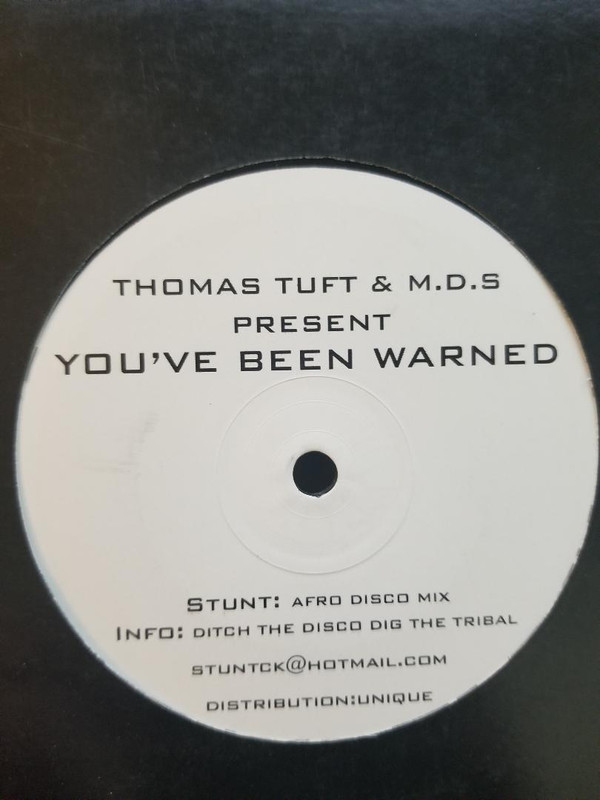 THOMAS TUFT & M.D.S
PRESENT
YOU'VE BEEN WARNED
STUNT: AFRO DISCO MIX
INFO: DITCH THE DISCO DIG THE TRIBAL
STUNTCK@HOTMAIL.COM
DISTRIBUTION:UNIQUE